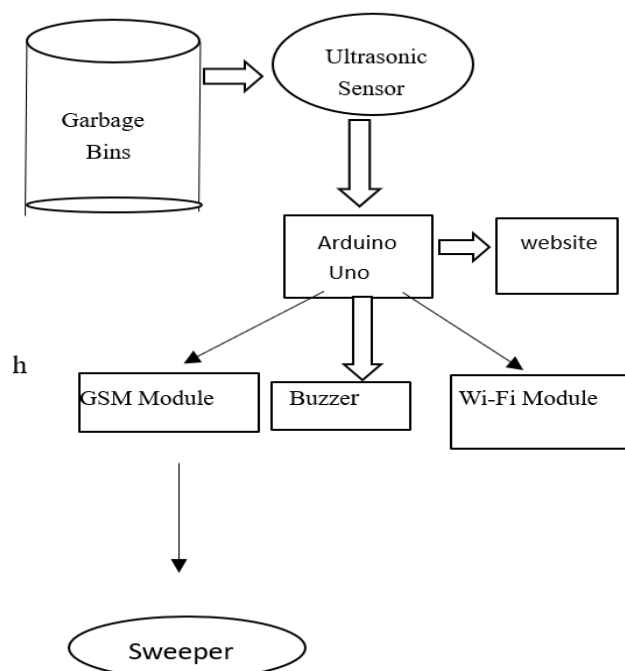 Ultrasonic
Sensor
Garbage
Bins
Arduino
Uno
website
h
GSM Module
Buzzer
Wi-Fi Module
Sweeper